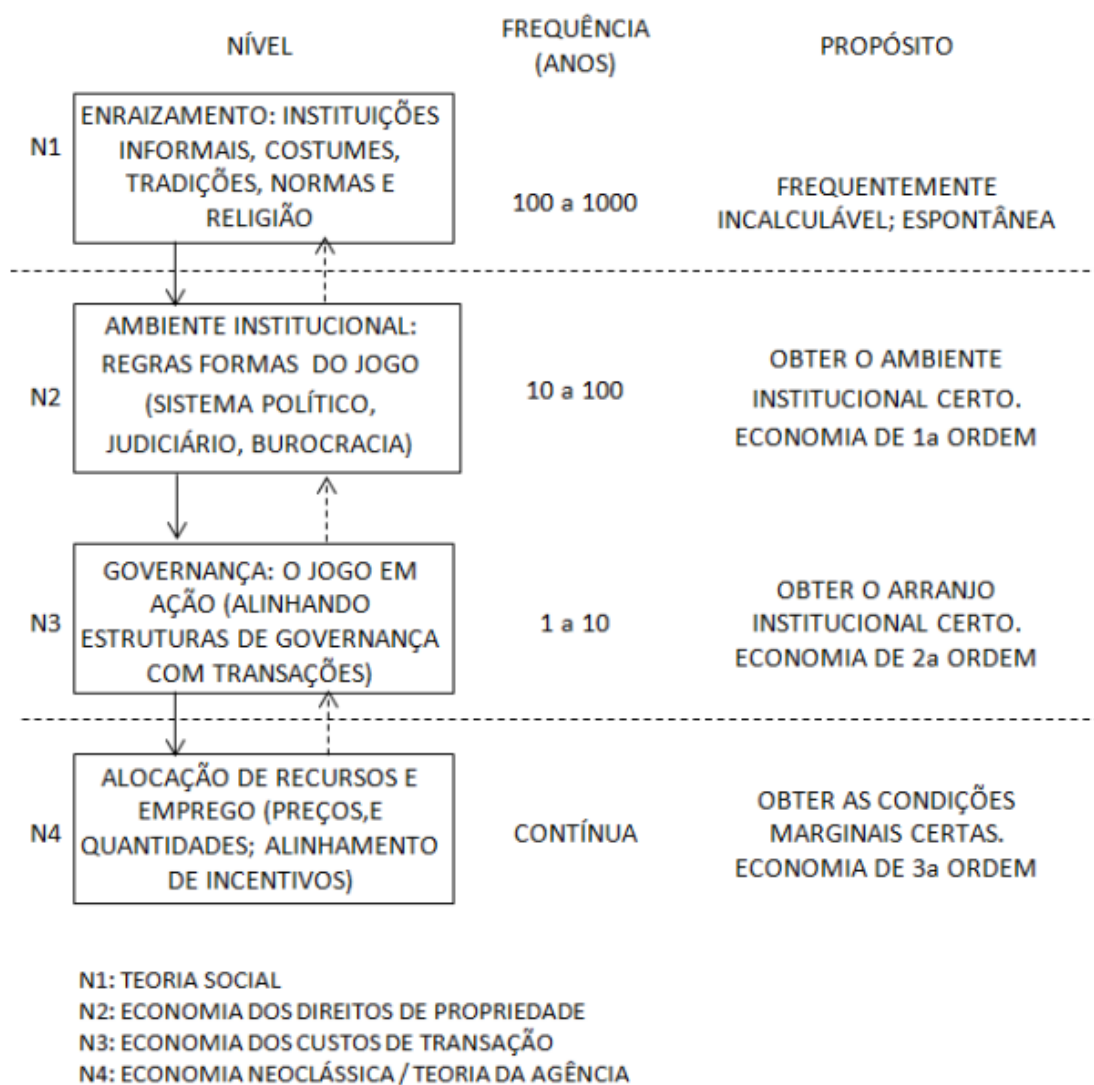 NÍVEL
FREQUÊNCIA
(ANOS)
PROPÓSITO
N1
ENRAIZAMENTO: INSTITUIÇÕES
INFORMAIS, COSTUMES,
TRADIÇÕES, NORMAS E
RELIGIÃO
100 a 1000
FREQUENTEMENTE
INCALCULÁVEL; ESPONTÂNEA
N2
AMBIENTE INSTITUCIONAL:
REGRAS FORMAS DO JOGO
(SISTEMA POLÍTICO,
JUDICIÁRIO, BUROCRACIA)
10 a 100
OBTER O AMBIENTE
INSTITUCIONAL CERTO.
ECONOMIA DE 1a ORDEM
N3
GOVERNANÇA: O JOGO EM
AÇÃO (ALINHANDO
ESTRUTURAS DE GOVERNANÇA
COM TRANSAÇÕES)
1 a 10
OBTER O ARRANJO
INSTITUCIONAL CERTO.
ECONOMIA DE 2a ORDEM
N4
ALOCAÇÃO DE RECURSOS E
EMPREGO (PREÇOS,E
QUANTIDADES; ALINHAMENTO
DE INCENTIVOS)
CONTÍNUA
OBTER AS CONDIÇÕES
MARGINAIS CERTAS.
ECONOMIA DE 3a ORDEM
N1: TEORIA SOCIAL
N2: ECONOMIA DOS DIREITOS DE PROPRIEDADE
N3: ECONOMIA DOS CUSTOS DE TRANSAÇÃO
N4: ECONOMIA NEOCLÁSSICA / TEORIA DA AGÊNCIA